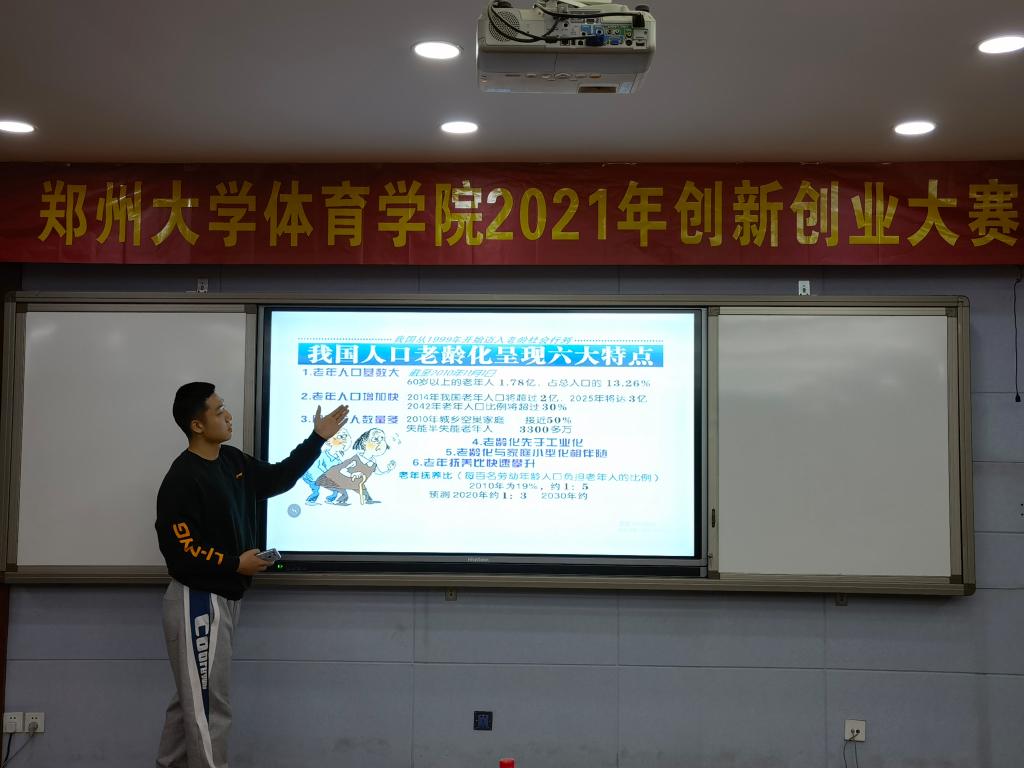 郑州大学体育学院2021年创新创业大赛
我国从1999年开始迈入老龄社会行列
我国人口老龄化呈现六大特点
1.老年人口基数大 截至2010年11月1日
60岁以上的老年人 1.78亿，占总人口的 13.26%
2.老年人口增加快 2014年我国老年人口将超过2亿，2025年将达3亿
2042年老年人口比例将超过30%
3. 人数量多 2010年城乡空巢家庭 接近50%
失能半失能老年人 3300多万
4.老龄化先于工业化
5.老龄化与家庭小型化相伴随
6.老年抚养比快速攀升
老年抚养比（每百名劳动年龄人口负担老年人的比例）
2010年为19%，约1：5
预测2020年约1：3 2030年约
LI-NING